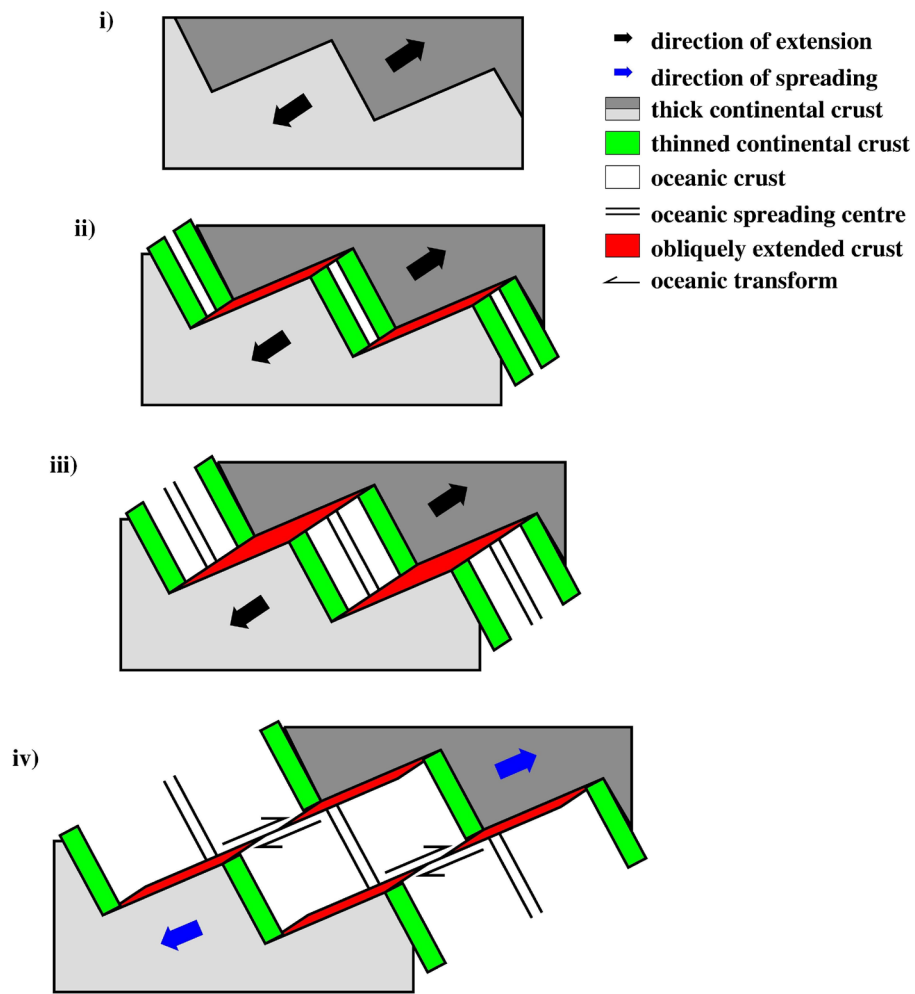 i)
direction of extension
direction of spreading
thick continental crust
thinned continental crust
oceanic crust
oceanic spreading centre
obliquely extended crust
oceanic transform
ii)
iii)
iv)